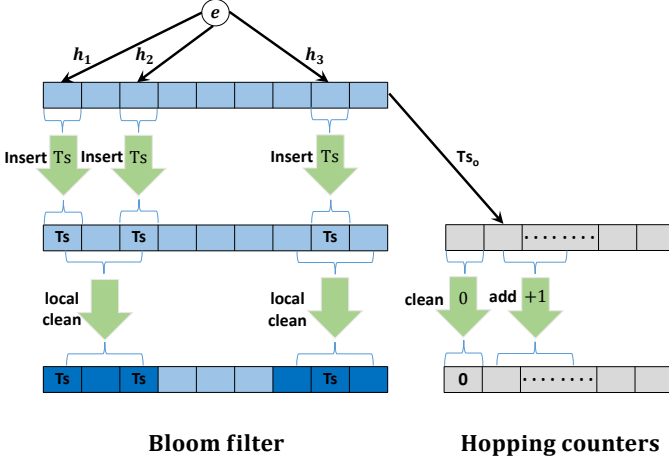 e
h₁ h₂ h₃
Insert Ts Insert Ts Insert Ts
Tsₒ
Ts Ts Ts
local clean local clean
clean 0 add +1
Ts Ts Ts 0
Bloom filter Hopping counters